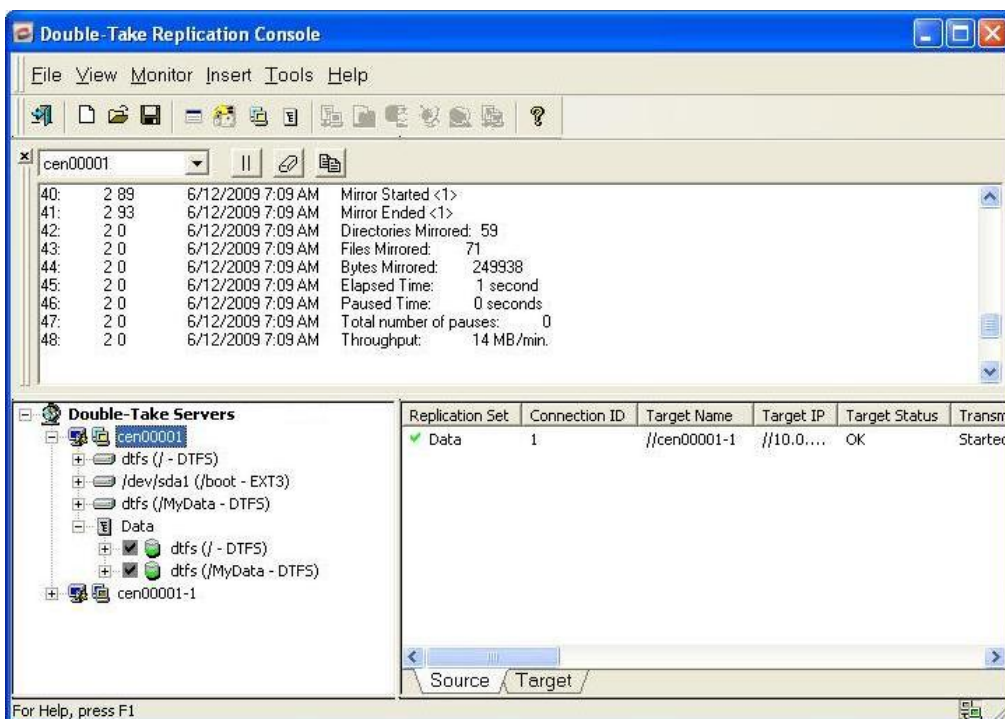 Double-Take Replication Console
File View Monitor Insert Tools Help
cen00001
40: 2 89 6/12/2009 7:09 AM Mirror Started <1>
41: 2 93 6/12/2009 7:09 AM Mirror Ended <1>
42: 2 0 6/12/2009 7:09 AM Directories Mirrored: 59
43: 2 0 6/12/2009 7:09 AM Files Mirrored: 71
44: 2 0 6/12/2009 7:09 AM Bytes Mirrored: 249938
45: 2 0 6/12/2009 7:09 AM Elapsed Time: 1 second
46: 2 0 6/12/2009 7:09 AM Paused Time: 0 seconds
47: 2 0 6/12/2009 7:09 AM Total number of pauses: 0
48: 2 0 6/12/2009 7:09 AM Throughput: 14 MB/min.
Double-Take Servers
cen00001
dtfs (/ - DTFS)
/dev/sda1 (/boot - EXT3)
dtfs (/MyData - DTFS)
Data
dtfs (/ - DTFS)
dtfs (/MyData - DTFS)
cen00001-1
Replication Set Connection ID Target Name Target IP Target Status Transm
Data 1 //cen00001-1 //10.0.... OK Started
Source Target
For Help, press F1